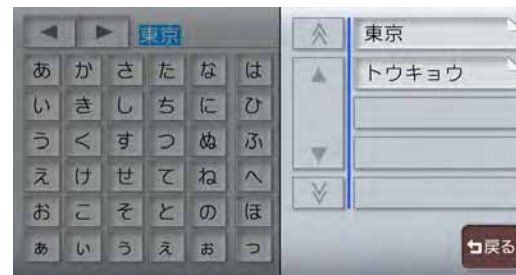 東京
あ か さ た な は
い き し ち に ひ
う く す つ ぬ ふ
え け せ て ね へ
お こ そ と の ほ
ぁ ぃ ぅ ぇ ぉ っ
東京
トウキョウ
戻る